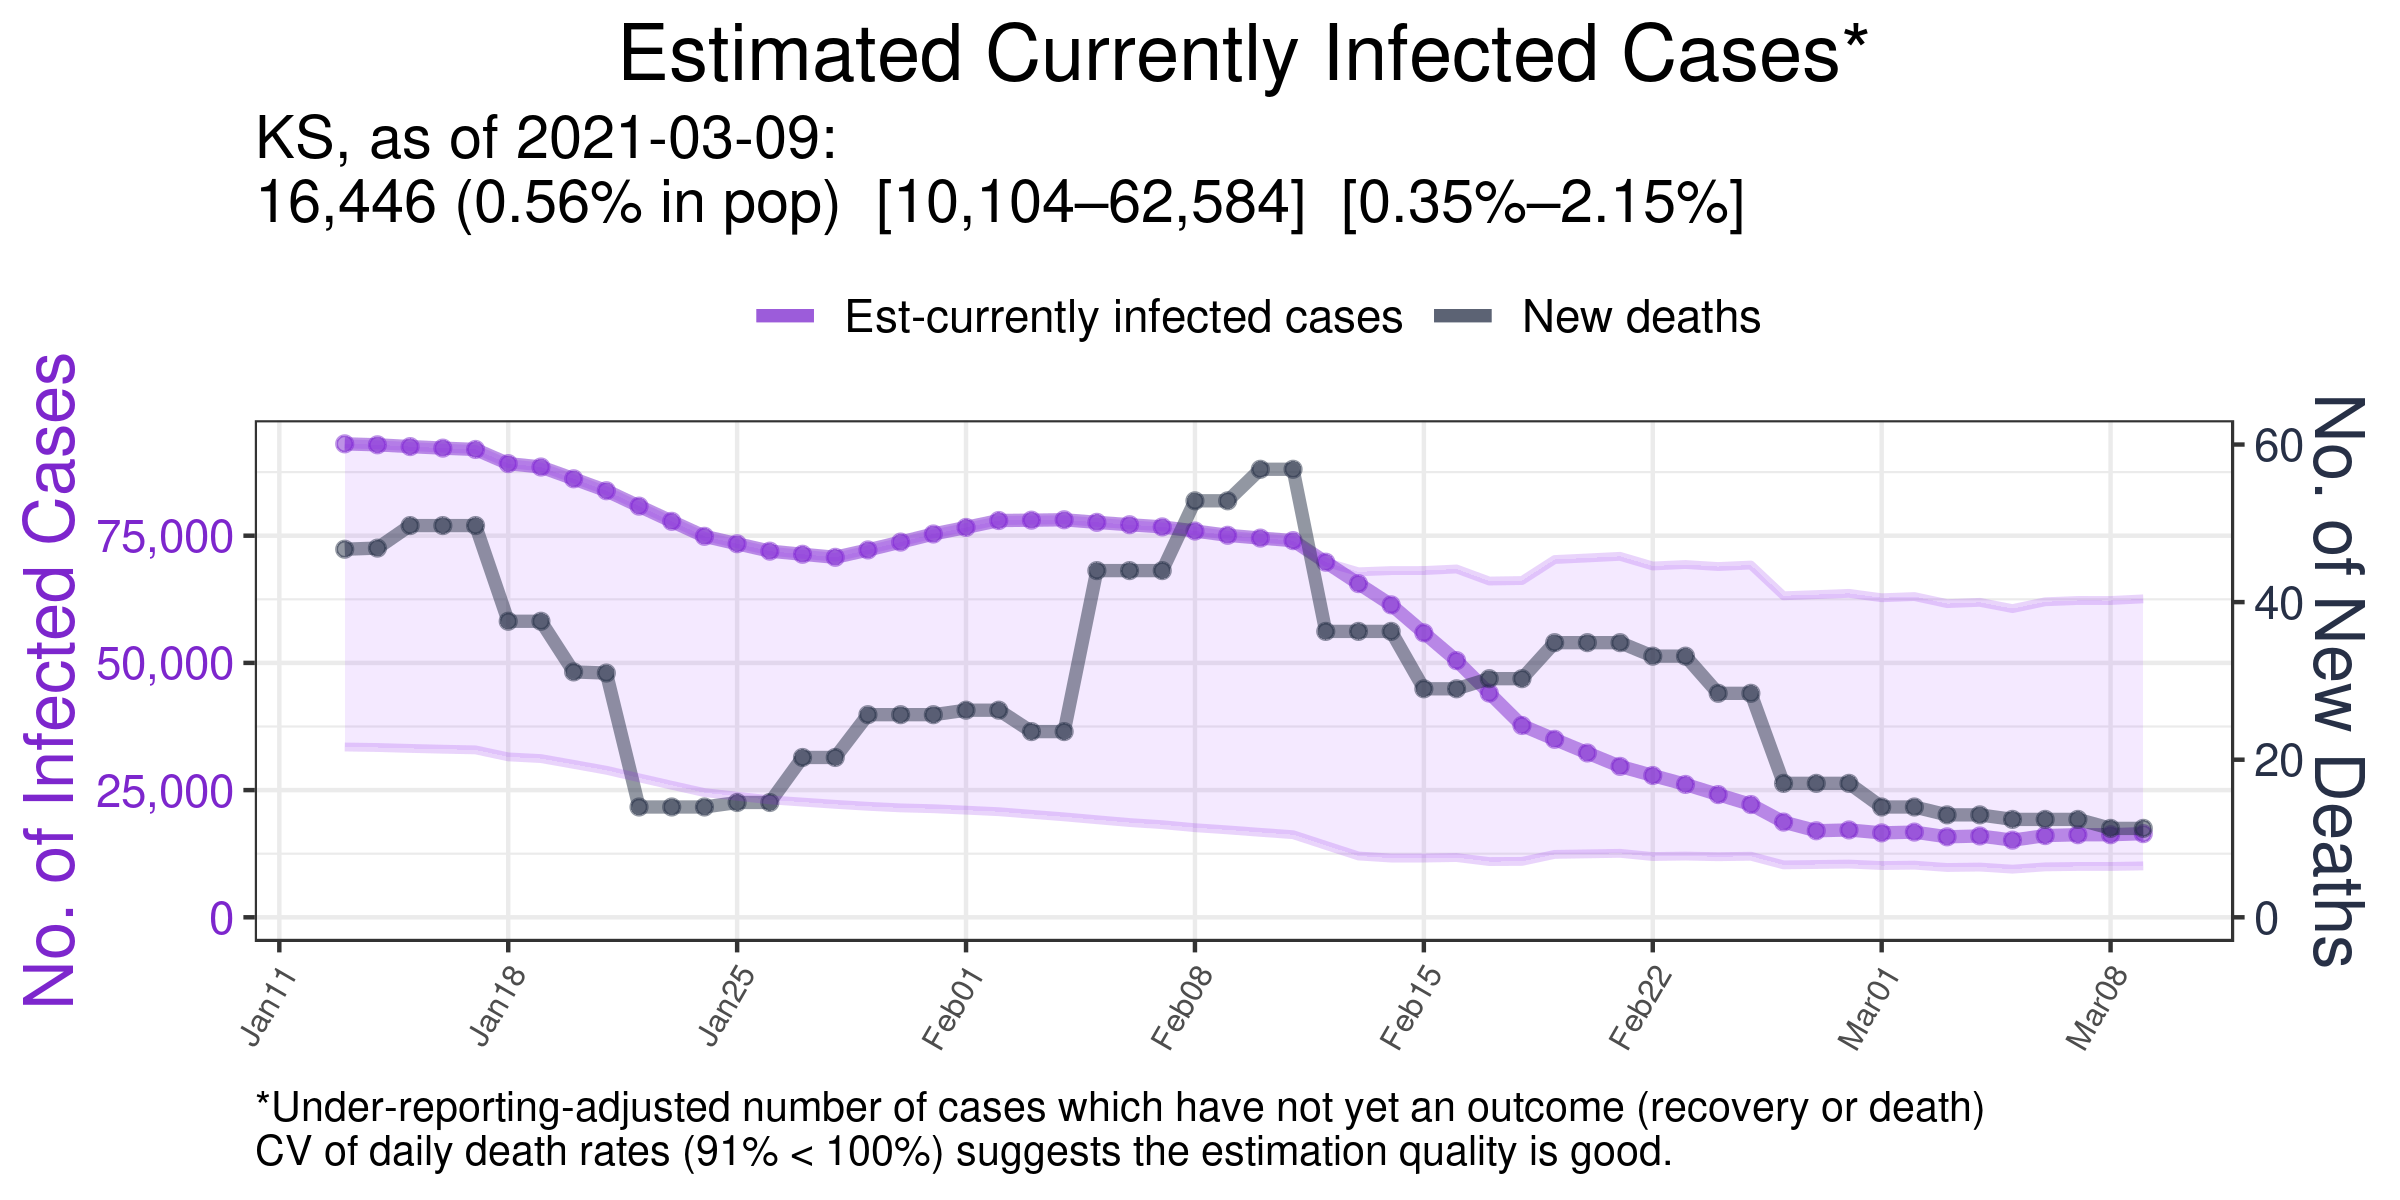 Estimated Currently Infected Cases*
KS, as of 2021-03-09:
16,446 (0.56% in pop)  [10,104–62,584]  [0.35%–2.15%]
Est-currently infected cases
New deaths
No. of Infected Cases
75,000
50,000
25,000
0
60
40
20
0
No. of New Deaths
Jan11
Jan18
Jan25
Feb01
Feb08
Feb15
Feb22
Mar01
Mar08
*Under-reporting-adjusted number of cases which have not yet an outcome (recovery or death)
CV of daily death rates (91% < 100%) suggests the estimation quality is good.